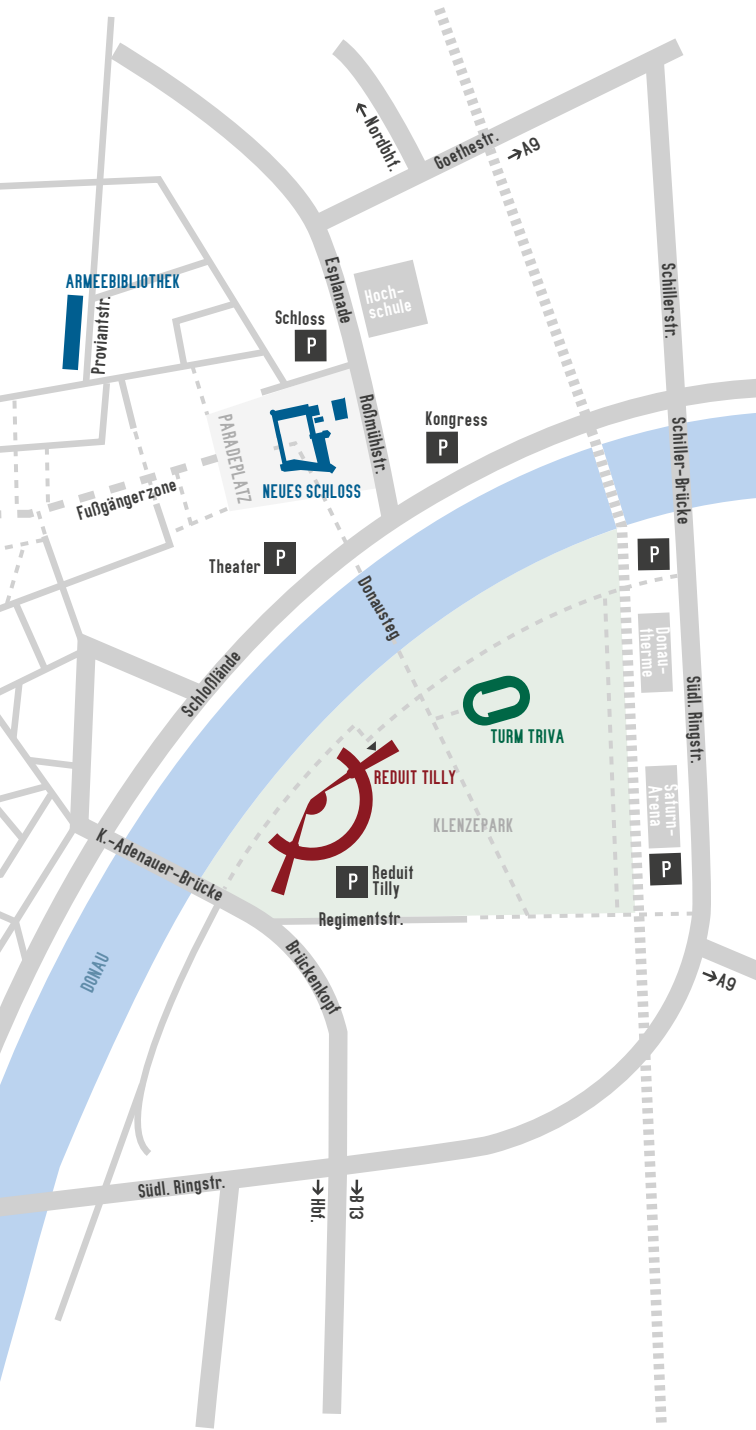 ← Nordbhf.
Goethestr.
→ A9
ARMEEBIBLIOTHEK
Proviantstr.
Esplanade
Hoch-
schule
Schillerstr.
Schloss
P
PARADEPLATZ
Roßmühlstr.
Kongress
P
Schiller-Brücke
NEUES SCHLOSS
Fußgängerzone
Theater P
P
Donausteg
Donau-
therme
Schloßlände
Südl. Ringstr.
TURM TRIVA
REDUIT TILLY
KLENZEPARK
Saturn-
Arena
K.-Adenauer-Brücke
P
P
Reduit
Tilly
Regimentstr.
DONAU
Brückenkopf
→ A9
Südl. Ringstr.
→ Hbf.
→ B 13